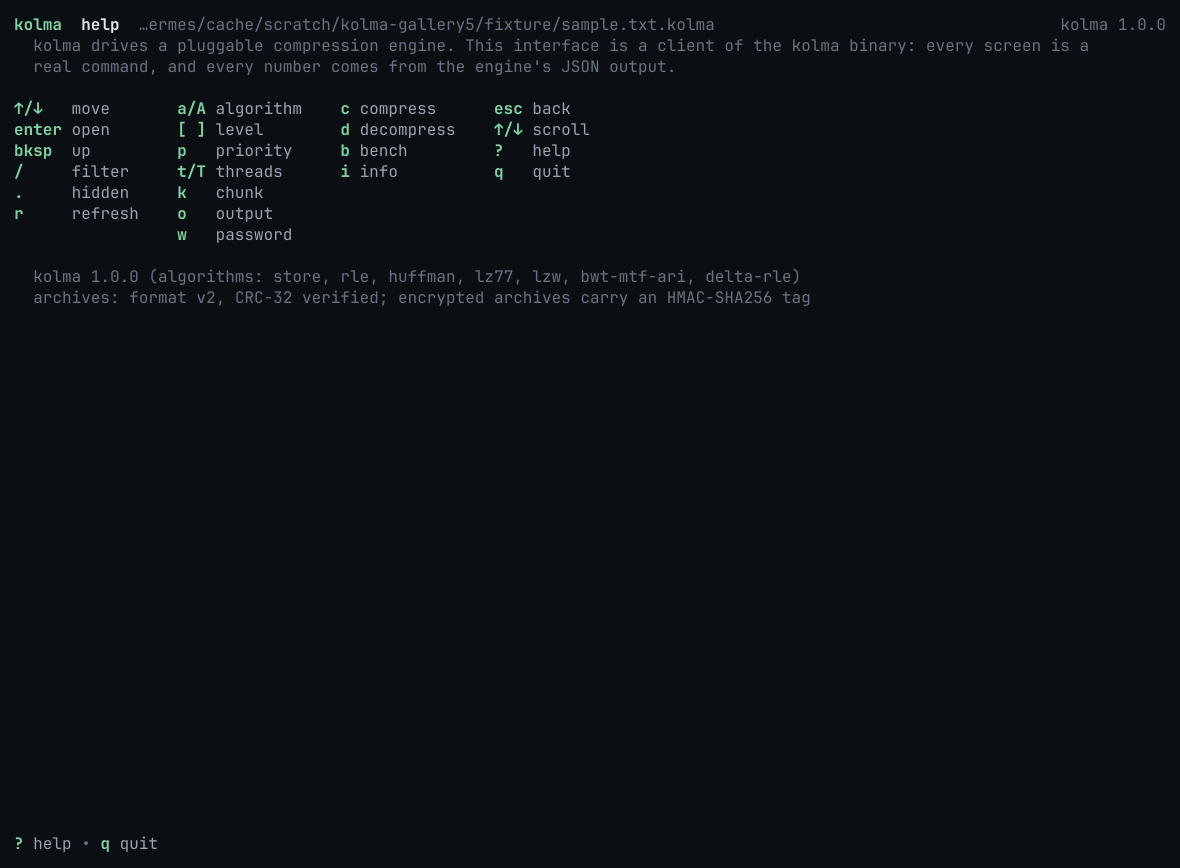 kolma  help  …ermes/cache/scratch/kolma-gallery5/fixture/sample.txt.kolma  kolma 1.0.0
kolma drives a pluggable compression engine. This interface is a client of the kolma binary: every screen is a
real command, and every number comes from the engine's JSON output.
↑/↓ move  a/A algorithm  c compress  esc back
enter open  [ ] level  d decompress  ↑/↓ scroll
bksp up  p priority  b bench  ? help
/ filter  t/T threads  i info  q quit
. hidden  k chunk
r refresh  o output
w password
kolma 1.0.0 (algorithms: store, rle, huffman, lz77, lzw, bwt-mtf-ari, delta-rle)
archives: format v2, CRC-32 verified; encrypted archives carry an HMAC-SHA256 tag
? help • q quit